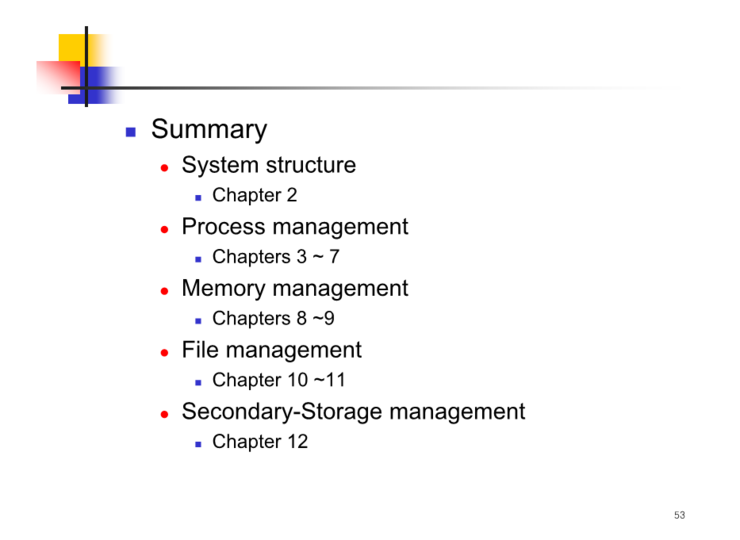 Summary
System structure
Chapter 2
Process management
Chapters 3 ~ 7
Memory management
Chapters 8 ~9
File management
Chapter 10 ~11
Secondary-Storage management
Chapter 12
53